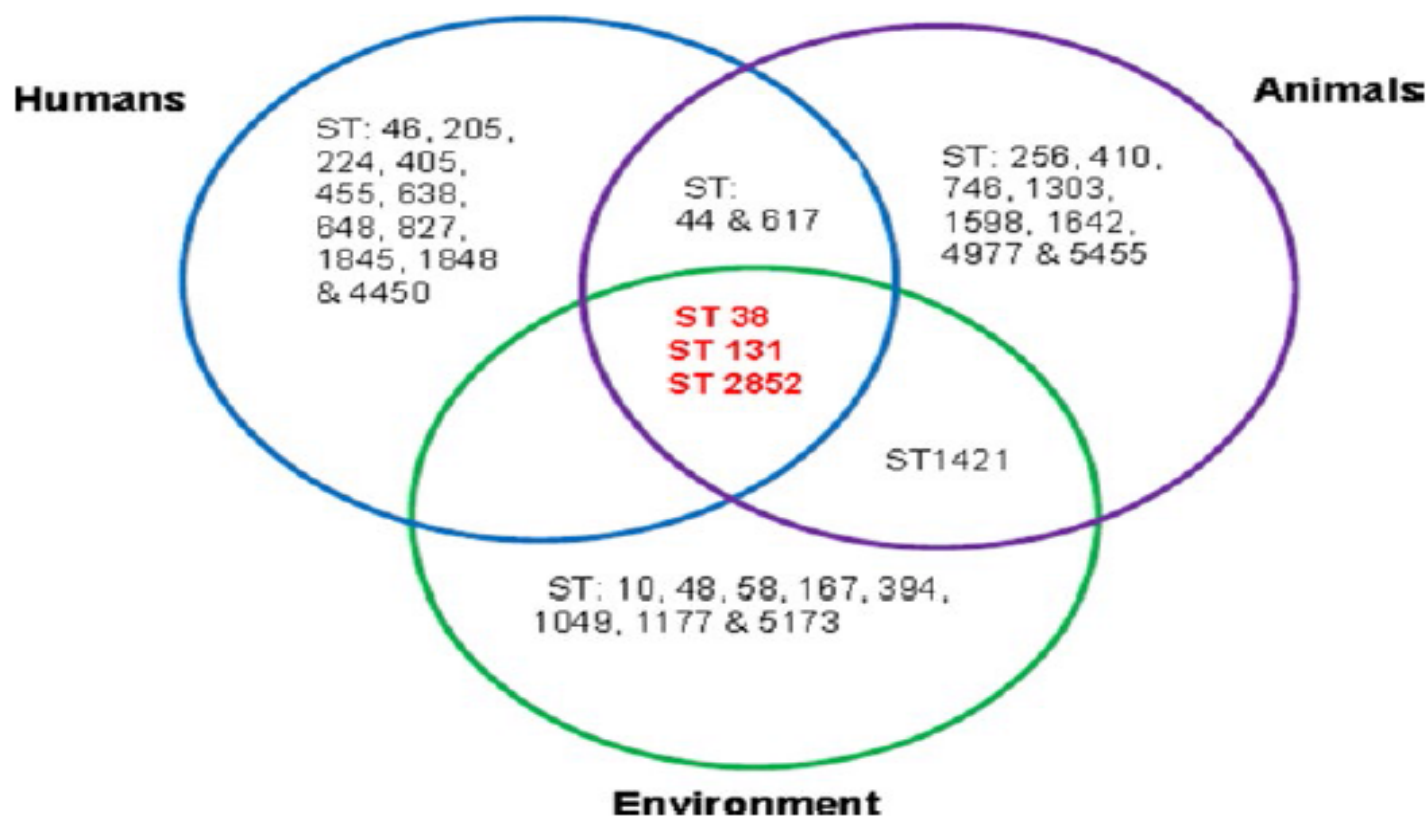 Humans
Animals
ST: 46, 205,
224, 405,
455, 638,
648, 827,
1845, 1848
& 4450
ST:
44 & 617
ST: 256, 410,
746, 1303,
1598, 1642,
4977 & 5455
ST 38
ST 131
ST 2852
ST1421
ST: 10, 48, 58, 167, 394,
1049, 1177 & 5173
Environment